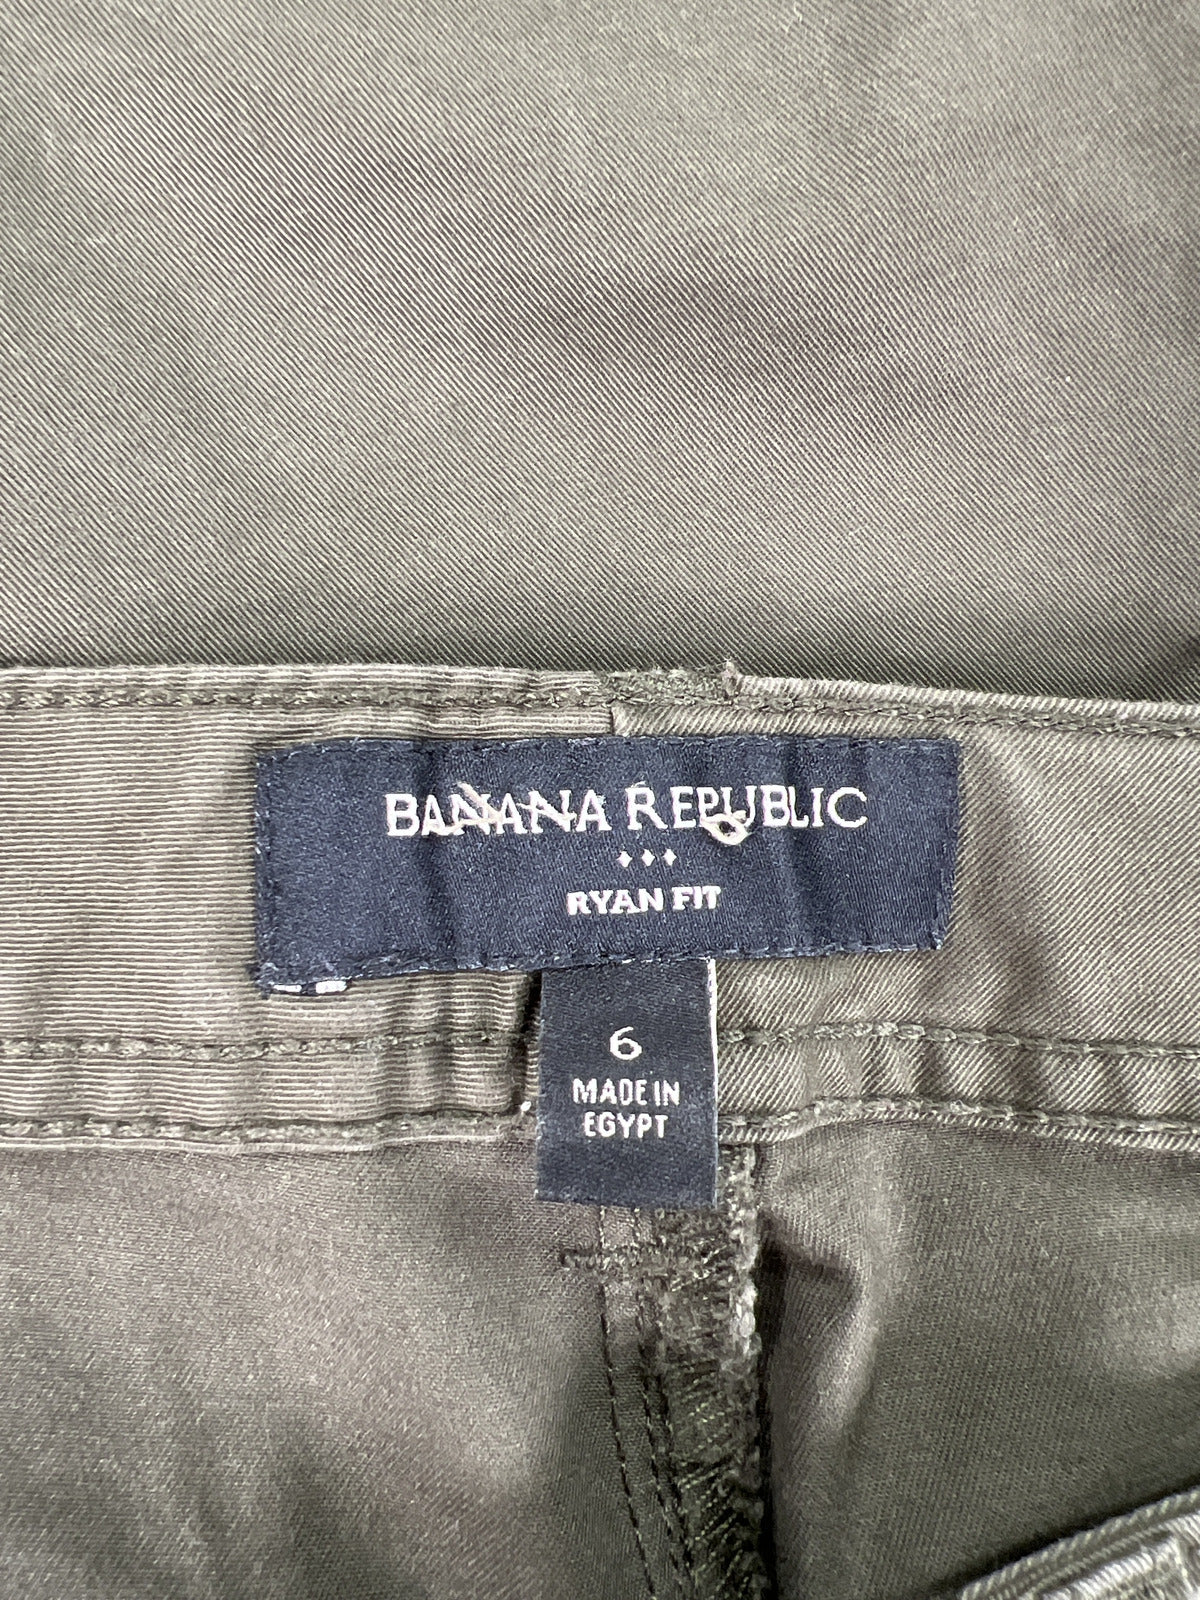 BANANA REPUBLIC
RYAN FIT
6
MADE IN
EGYPT